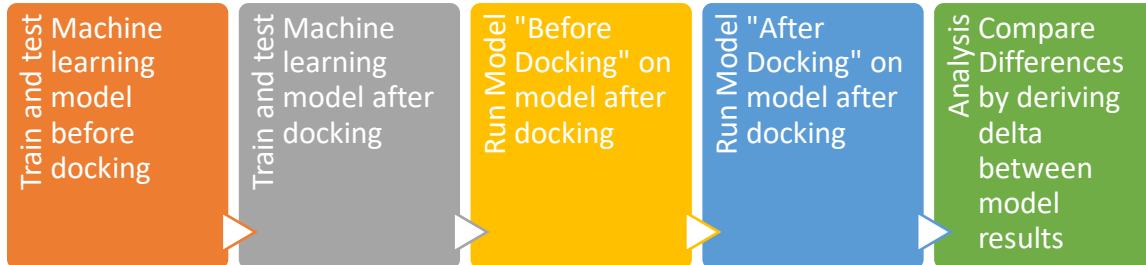 Train and test
Machine
learning
model
before
docking
Train and test
Machine
learning
model after
docking
Run Model
"Before
Docking" on
model after
docking
Run Model
"After
Docking" on
model after
docking
Analysis
Compare
Differences
by deriving
delta
between
model
results